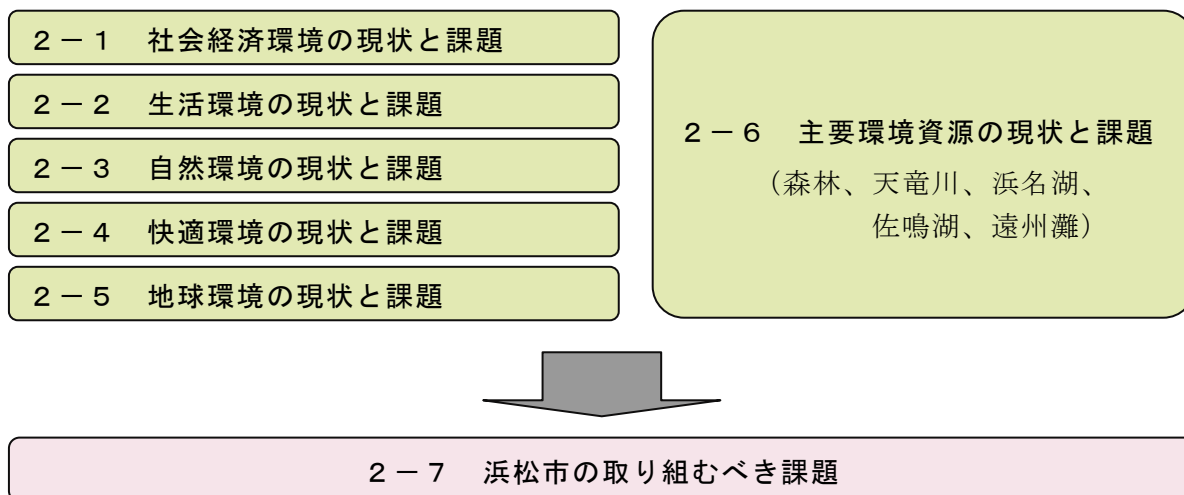 2－1 社会経済環境の現状と課題
2－2 生活環境の現状と課題
2－3 自然環境の現状と課題
2－4 快適環境の現状と課題
2－5 地球環境の現状と課題
2－6 主要環境資源の現状と課題
（森林、天竜川、浜名湖、
佐鳴湖、遠州灘）
2－7 浜松市の取り組むべき課題